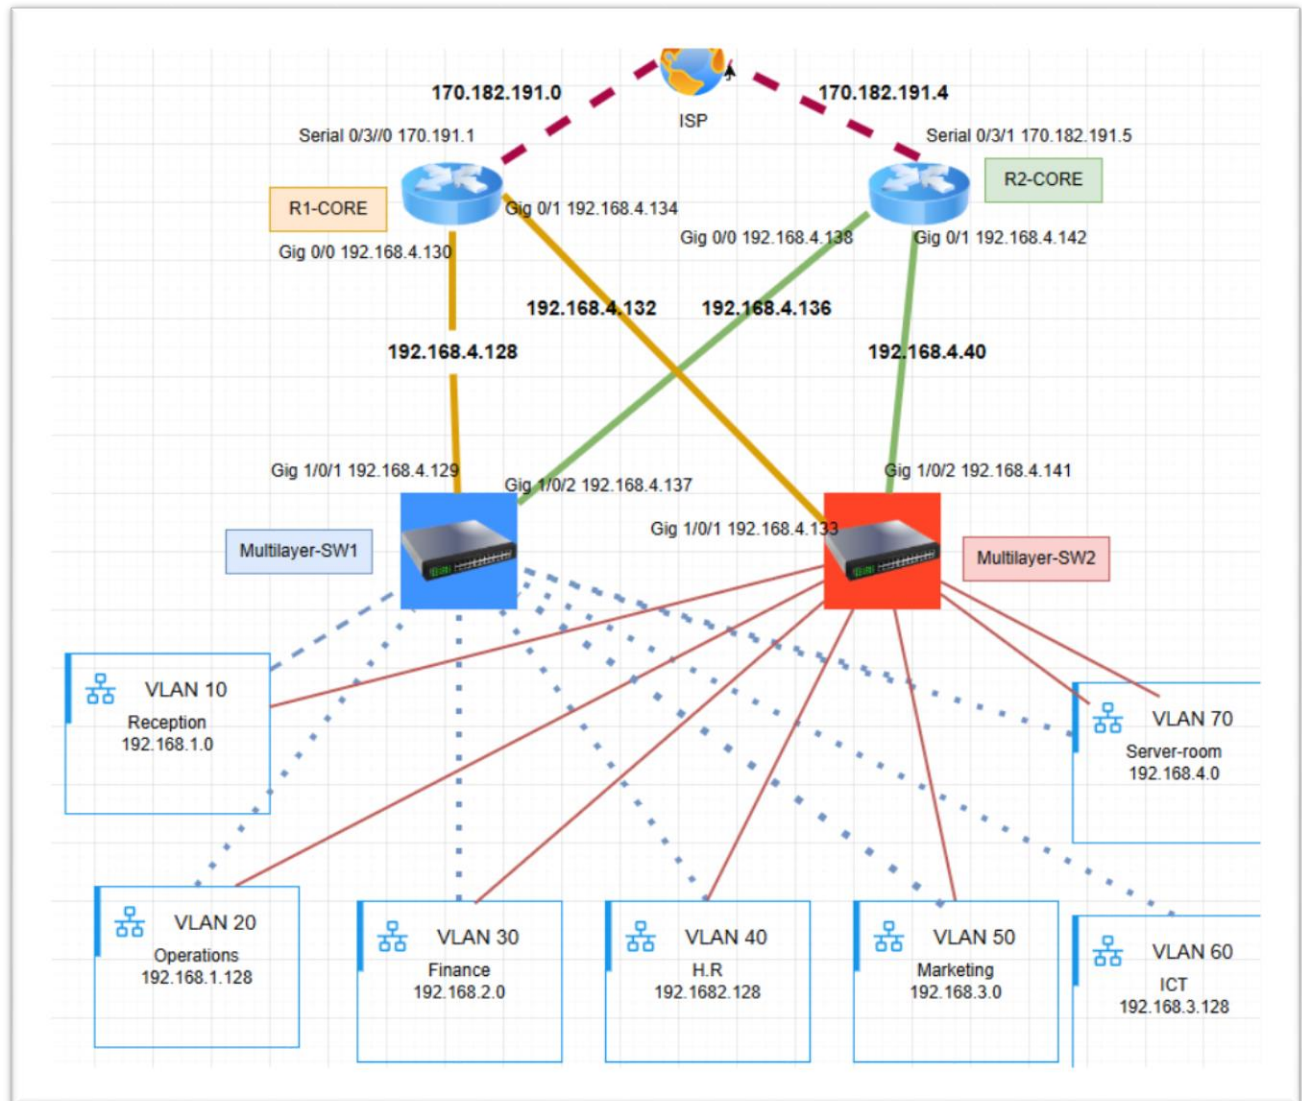 170.182.191.0
170.182.191.4
ISP
Serial 0/3//0 170.191.1
Serial 0/3/1 170.182.191.5
R2-CORE
R1-CORE
Gig 0/1 192.168.4.134
Gig 0/0 192.168.4.138
Gig 0/1 192.168.4.142
Gig 0/0 192.168.4.130
192.168.4.132
192.168.4.136
192.168.4.128
192.168.4.40
Gig 1/0/1 192.168.4.129
Gig 1/0/2 192.168.4.141
Gig 1/0/2 192.168.4.137
Gig 1/0/1 192.168.4.133
Multilayer-SW1
Multilayer-SW2
VLAN 10
Reception
192.168.1.0
VLAN 70
Server-room
192.168.4.0
VLAN 20
Operations
192.168.1.128
VLAN 30
Finance
192.168.2.0
VLAN 40
H.R
192.1682.128
VLAN 50
Marketing
192.168.3.0
VLAN 60
ICT
192.168.3.128